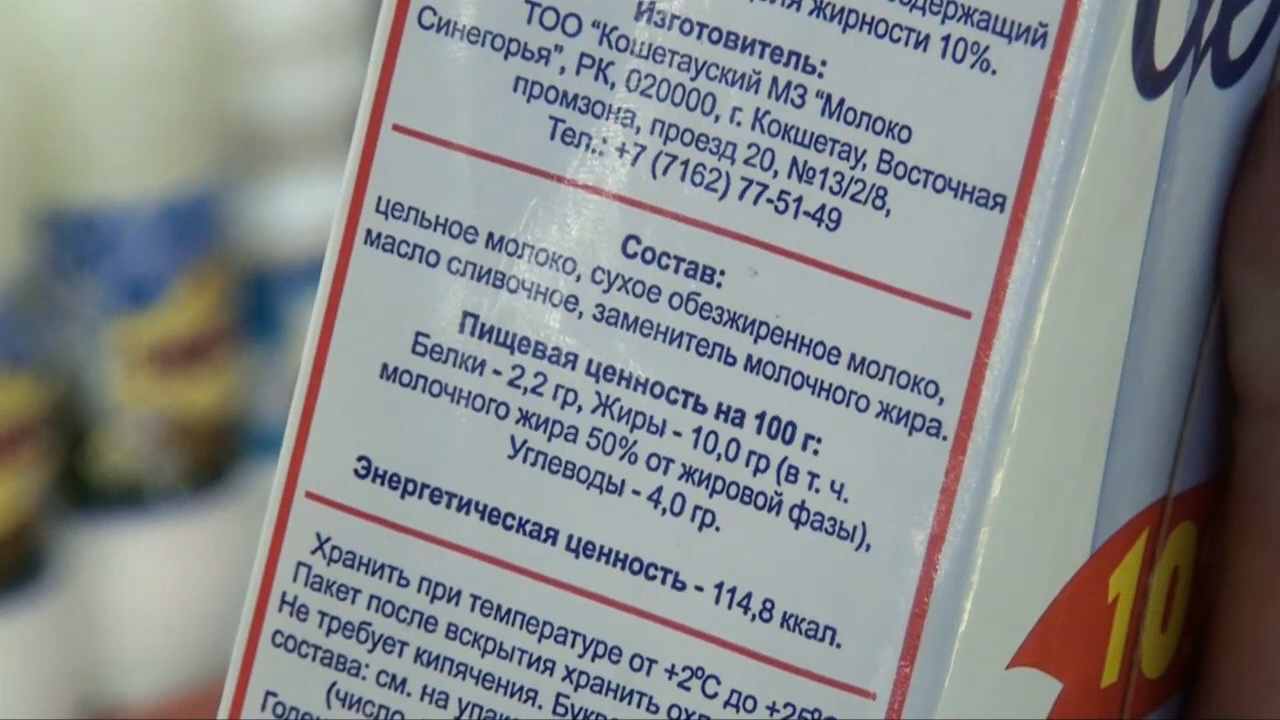 содержащий
жирности 10%.
Изготовитель:
ТОО “Кошетауский МЗ “Молоко
Синегорья", РК, 020000, г. Кокшетау, Восточная
промзона, проезд 20, №13/2/8,
Тел.: +7 (7162) 77-51-49
Состав:
цельное молоко, сухое обезжиренное молоко,
масло сливочное, заменитель молочного жира.
Пищевая ценность на 100 г:
Белки - 2,2 гр, Жиры - 10,0 гр (в т. ч.
молочного жира 50% от жировой фазы),
Углеводы - 4,0 гр.
Энергетическая ценность - 114,8 ккал.
Хранить при температуре от +2ºС до +25º
Пакет после вскрытия хранить
Не требует кипячения.
состава: см. на
(число
10